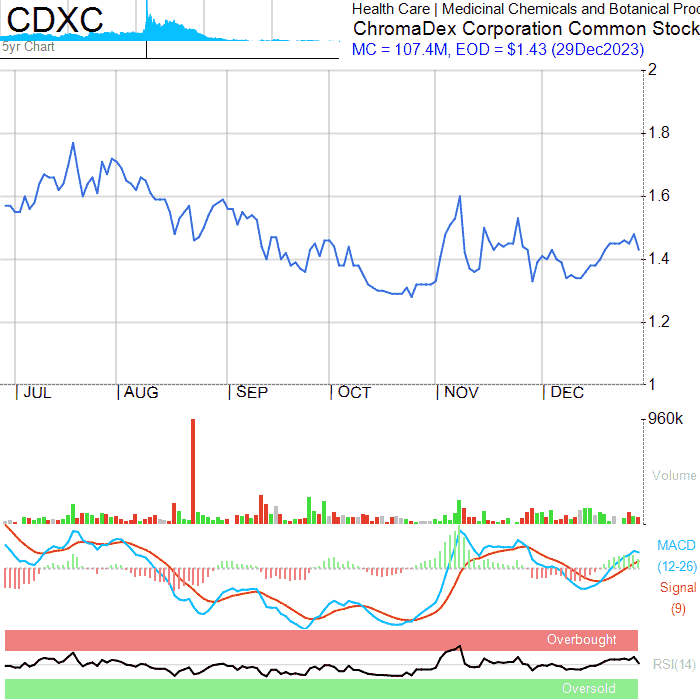 CDXC
5yr Chart
Health Care | Medicinal Chemicals and Botanical Proc
ChromaDex Corporation Common Stock
MC = 107.4M, EOD = $1.43 (29Dec2023)
2
1.8
1.6
1.4
1.2
1
JUL AUG SEP OCT NOV DEC
960k
Volume
MACD
(12-26)
Signal
(9)
Overbought
RSI(14)
Oversold